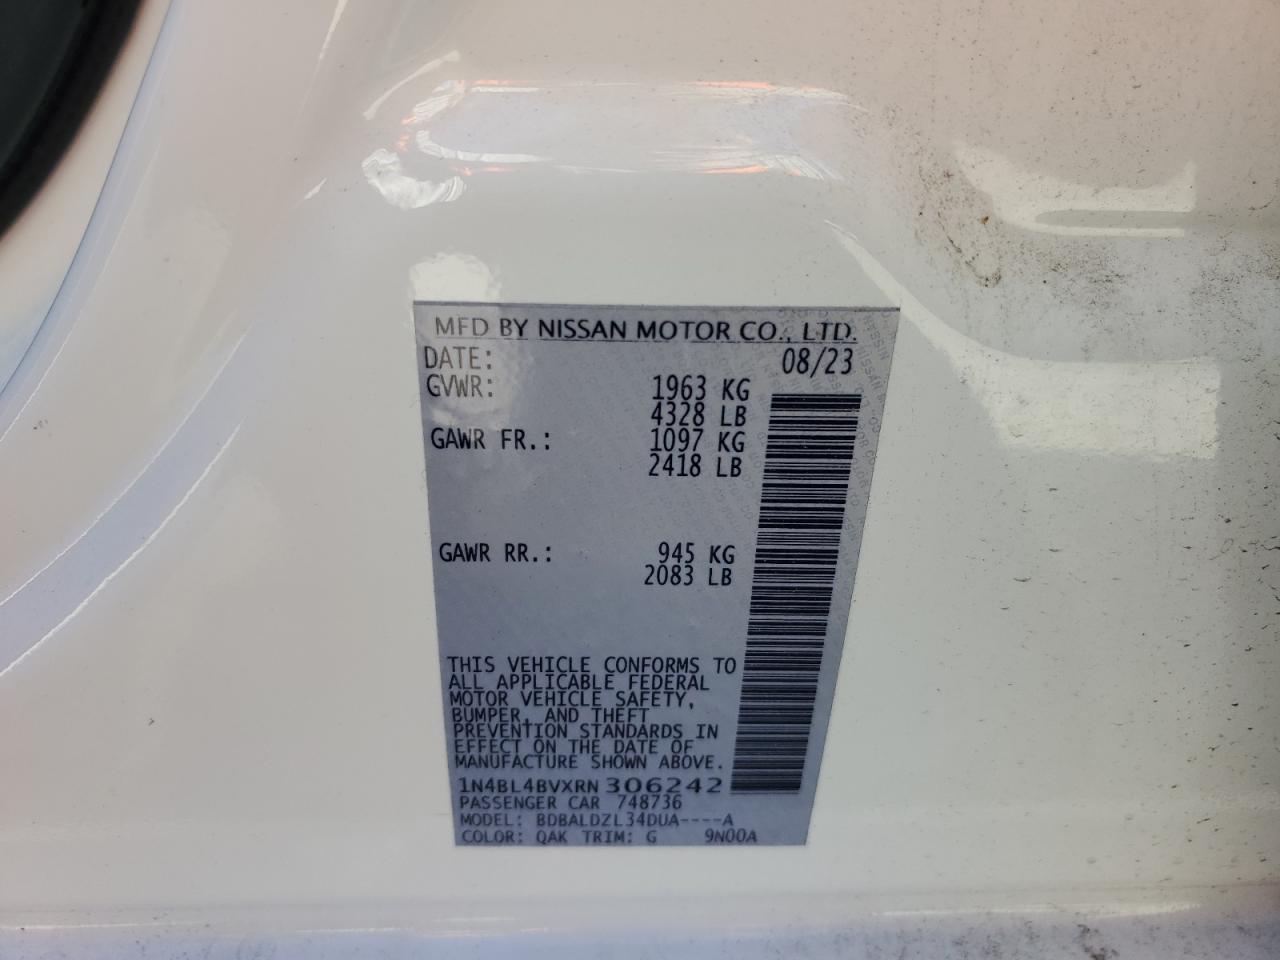 MFD BY NISSAN MOTOR CO., LTD.
DATE: 08/23
GVWR: 1963 KG
4328 LB
GAWR FR.: 1097 KG
2418 LB
GAWR RR.: 945 KG
2083 LB
THIS VEHICLE CONFORMS TO
ALL APPLICABLE FEDERAL
MOTOR VEHICLE SAFETY,
BUMPER, AND THEFT
PREVENTION STANDARDS IN
EFFECT ON THE DATE OF
MANUFACTURE SHOWN ABOVE.
1N4BL4BVXRN306242
PASSENGER CAR 748736
MODEL: BDBALDZL34DUA----A
COLOR: QAK TRIM: G 9N00A